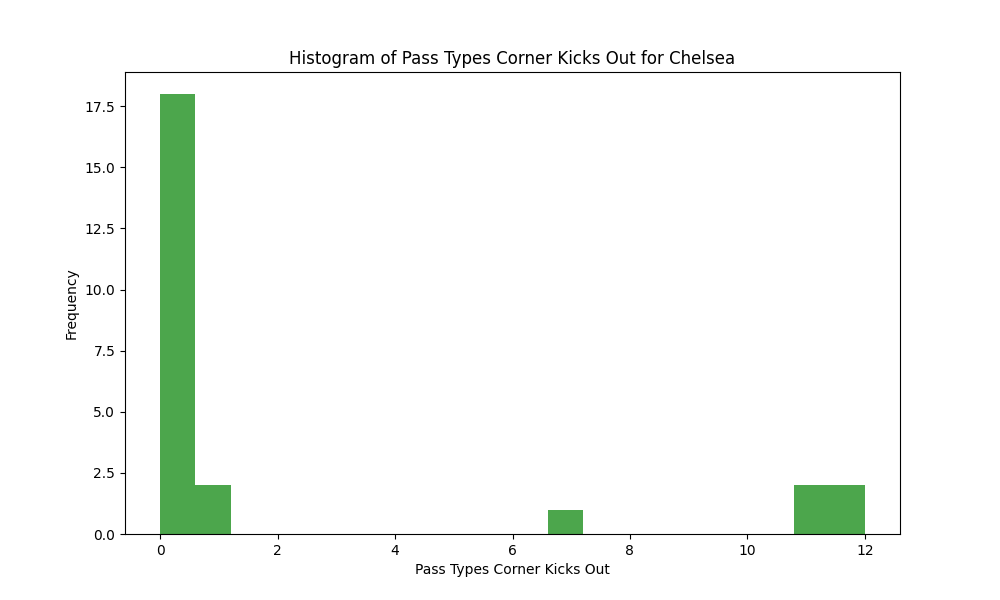 Histogram of Pass Types Corner Kicks Out for Chelsea
17.5
15.0
12.5
10.0
7.5
5.0
2.5
0.0
Frequency
0 2 4 6 8 10 12
Pass Types Corner Kicks Out